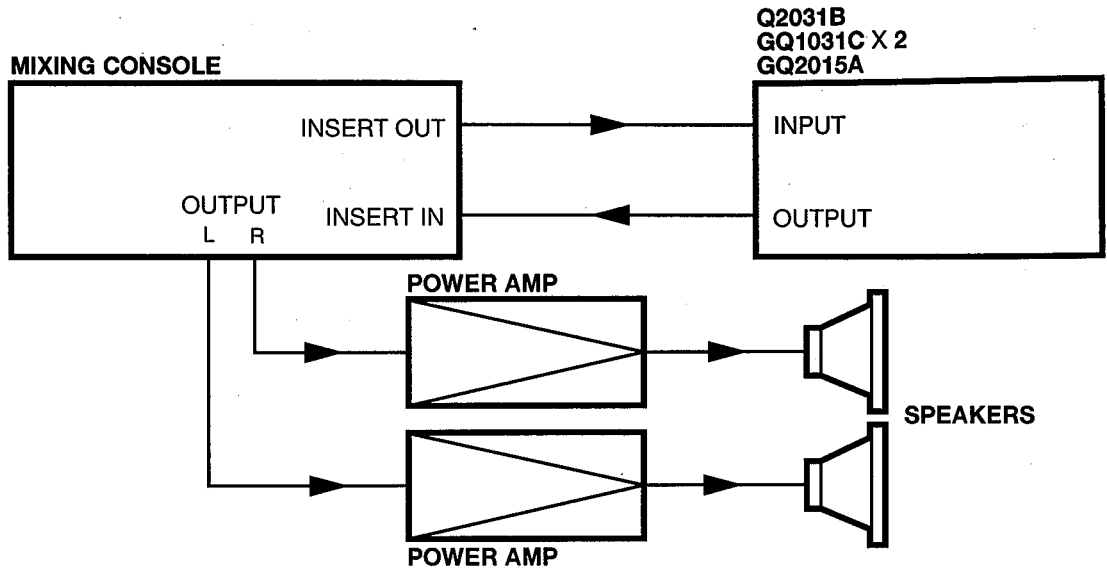 Q2031B
GQ1031C X 2
GQ2015A
MIXING CONSOLE
INSERT OUT
INPUT
OUTPUT
L R
INSERT IN
OUTPUT
POWER AMP
SPEAKERS
POWER AMP